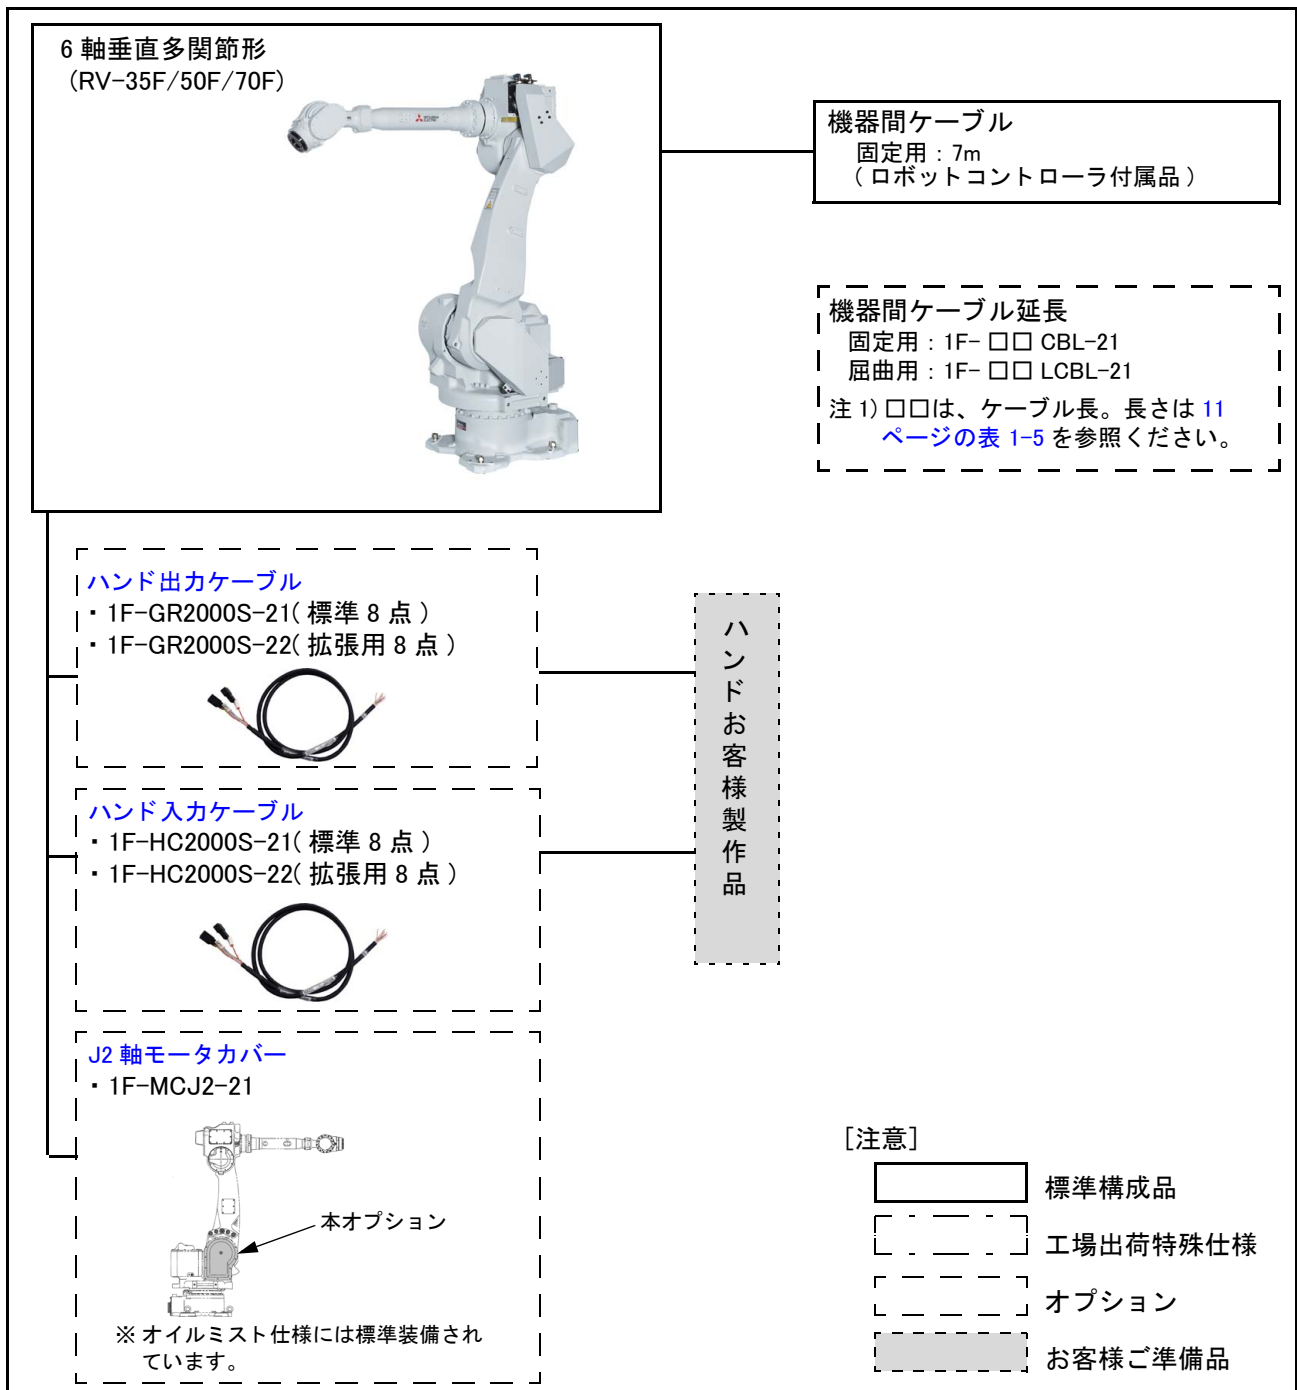 6 軸垂直多関節形
(RV-35F/50F/70F)
MITSUBISHI
ELECTRIC
機器間ケーブル
固定用：7m
( ロボットコントローラ付属品 )
機器間ケーブル延長
固定用：1F- □□ CBL-21
屈曲用：1F- □□ LCBL-21
注 1) □□は、ケーブル長。長さは 11
ページの表 1-5 を参照ください。
ハンド出力ケーブル
・1F-GR2000S-21( 標準 8 点 )
・1F-GR2000S-22( 拡張用 8 点 )
ハンド入力ケーブル
・1F-HC2000S-21( 標準 8 点 )
・1F-HC2000S-22( 拡張用 8 点 )
ハンドお客様製作品
J2 軸モータカバー
・1F-MCJ2-21
本オプション
※ オイルミスト仕様には標準装備され
ています。
［注意］
標準構成品
工場出荷特殊仕様
オプション
お客様ご準備品